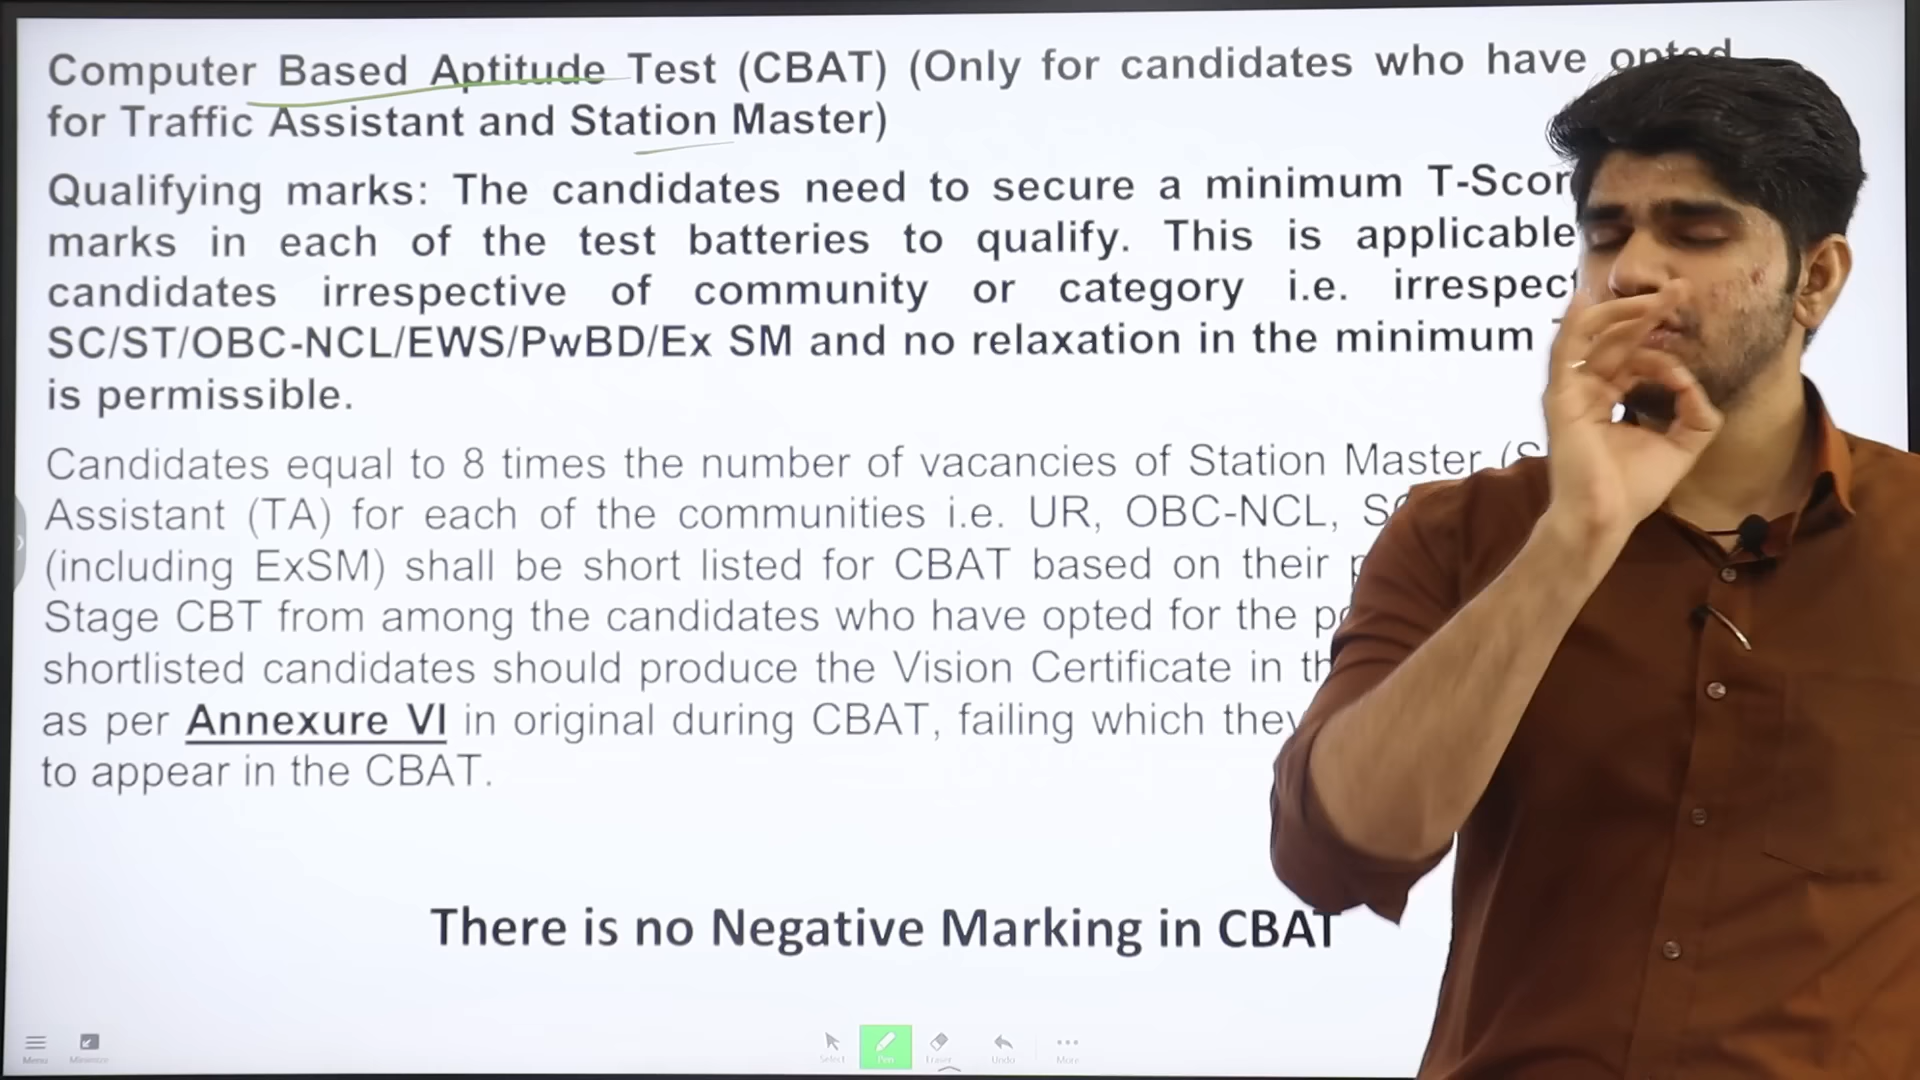 Computer Based Aptitude Test (CBAT) (Only for candidates who have opted
for Traffic Assistant and Station Master)
Qualifying marks: The candidates need to secure a minimum
marks in each of the test batteries to qualify. This is applicable
candidates irrespective of community or category i.e.
SC/ST/OBC-NCL/EWS/PwBD/Ex SM and no relaxation in the minimum
is permissible.
Candidates equal to 8 times the number of vacancies of Station Master
Assistant (TA) for each of the communities i.e. UR, OBC-NCL,
(including ExSM) shall be short listed for CBAT based on their
Stage CBT from among the candidates who have opted for the
shortlisted candidates should produce the Vision Certificate in
as per Annexure VI in original during CBAT, failing which they
to appear in the CBAT.
There is no Negative Marking in CBAT
Menu Minimize Select Pen Eraser Undo More